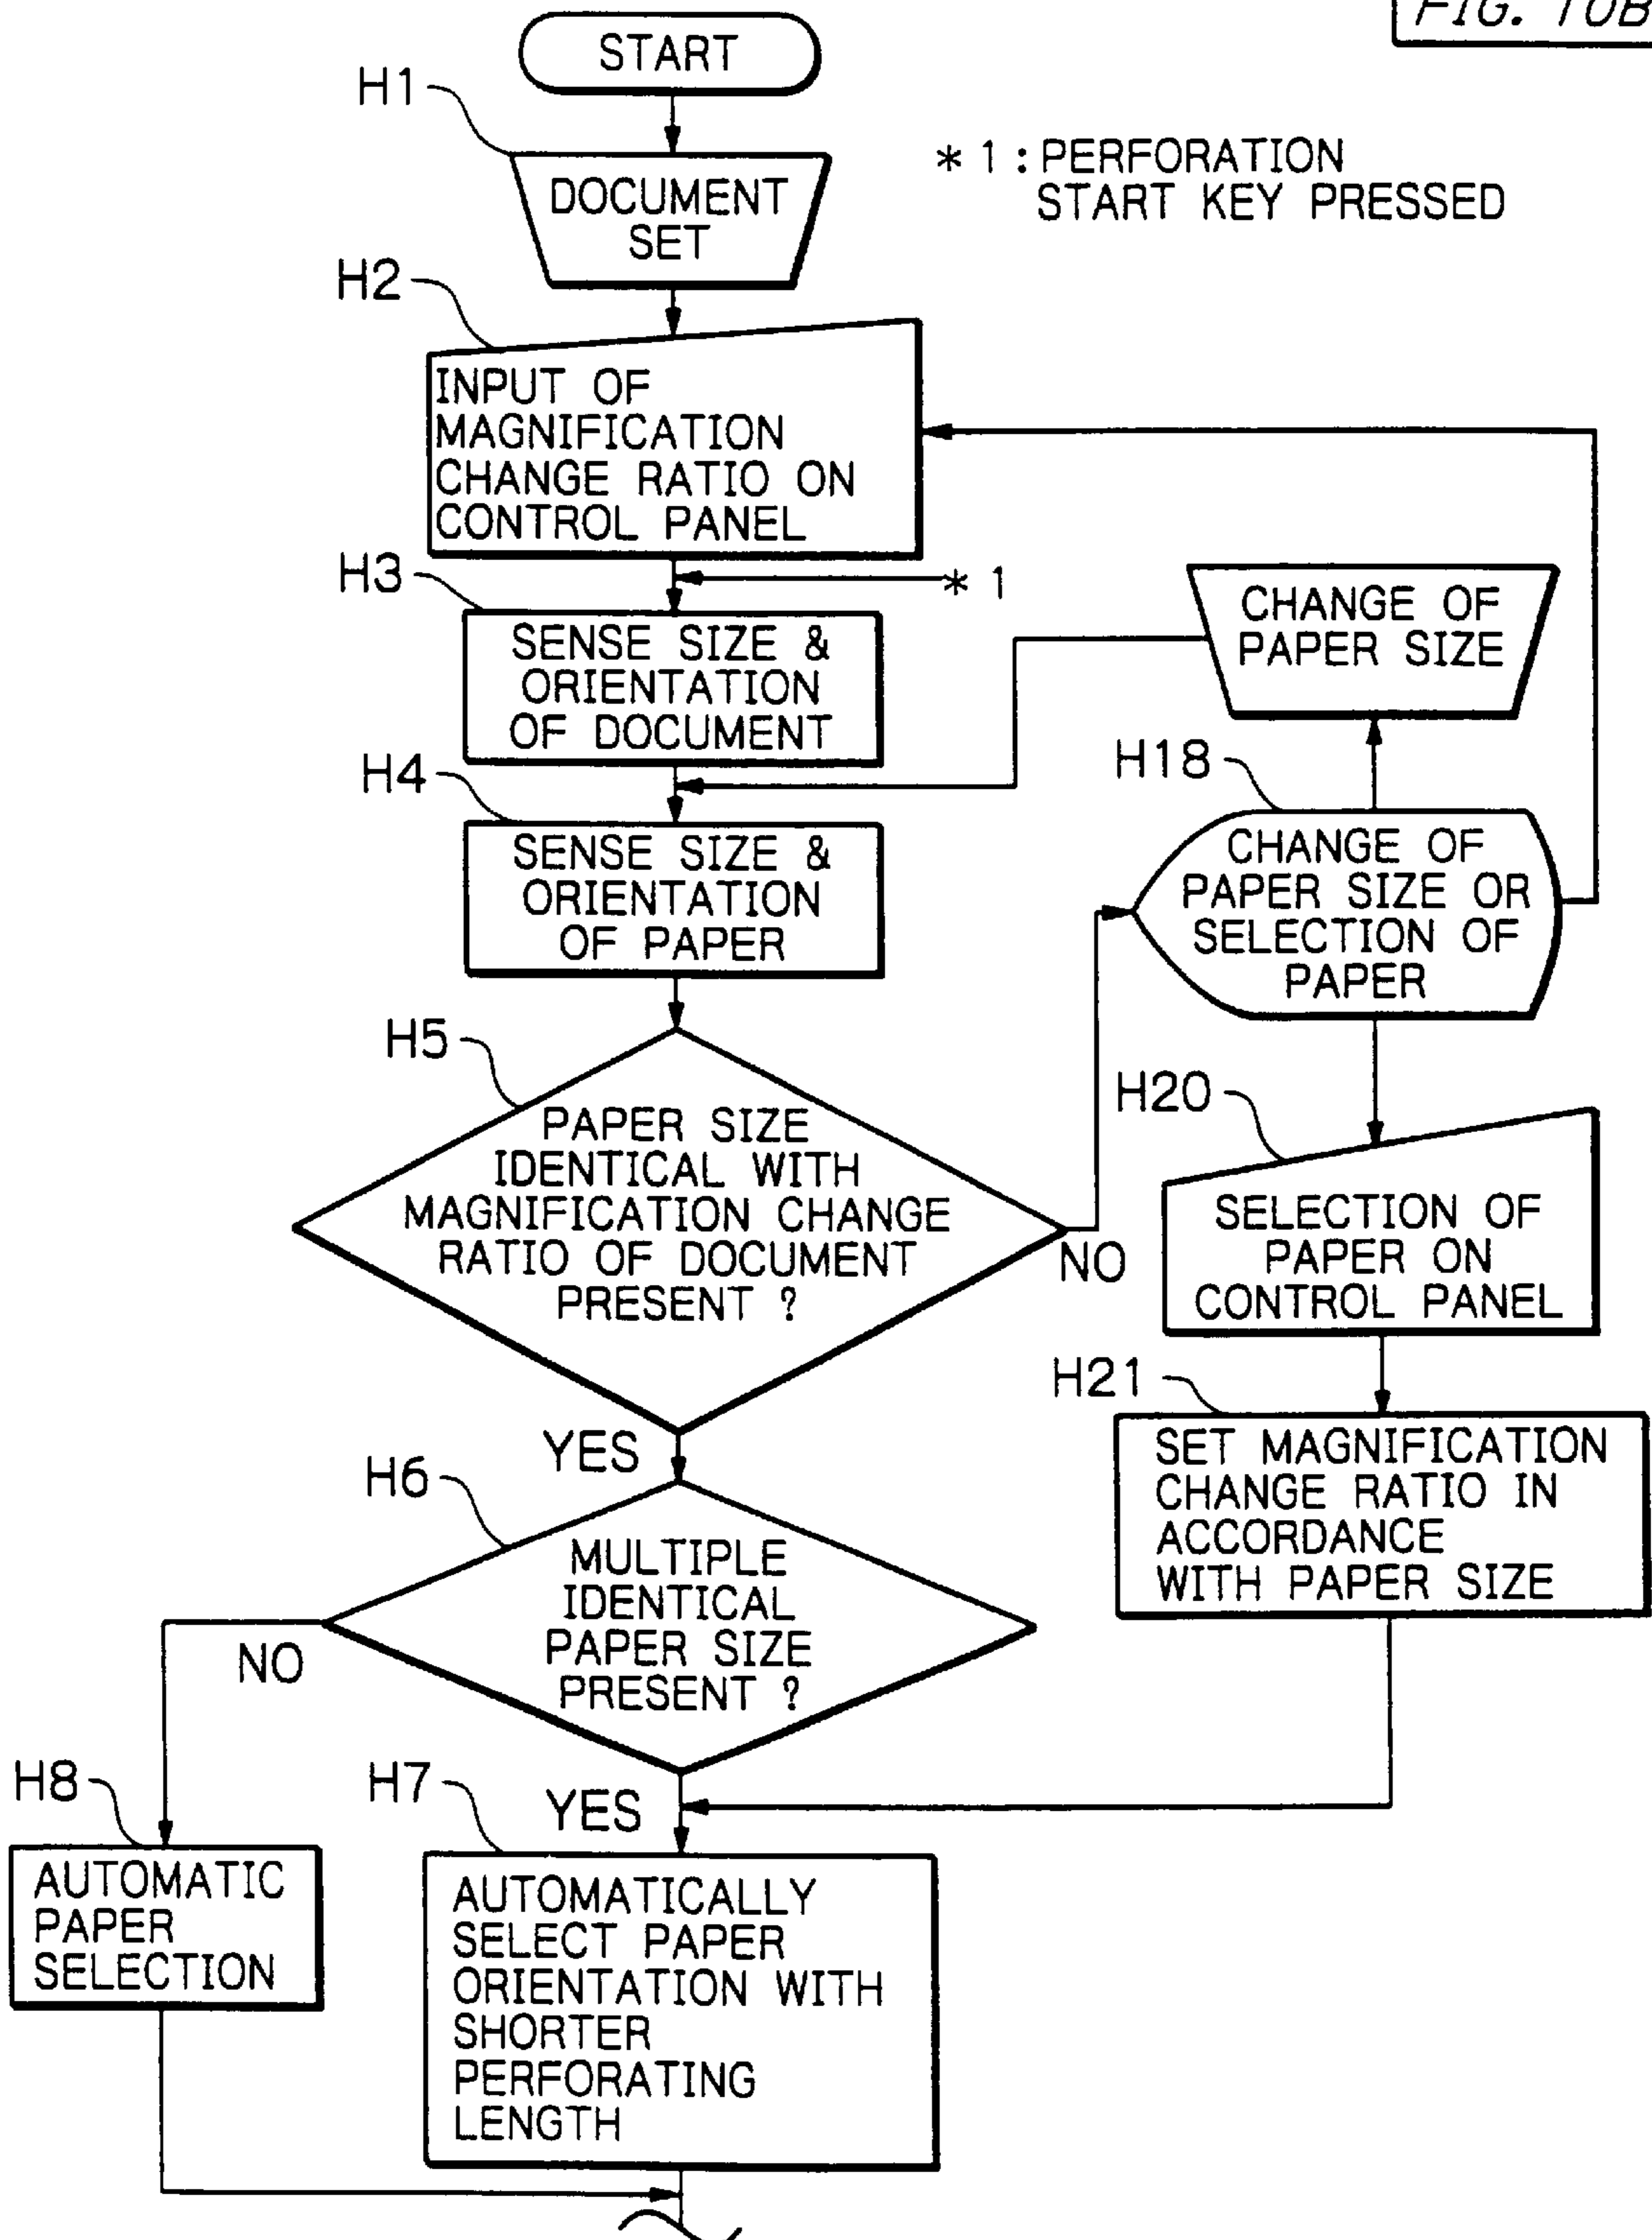 FIG. 10B
START
H1
DOCUMENT
SET
* 1 : PERFORATION
START KEY PRESSED
H2
INPUT OF
MAGNIFICATION
CHANGE RATIO ON
CONTROL PANEL
* 1
H3
SENSE SIZE &
ORIENTATION
OF DOCUMENT
CHANGE OF
PAPER SIZE
H4
SENSE SIZE &
ORIENTATION
OF PAPER
H18
CHANGE OF
PAPER SIZE OR
SELECTION OF
PAPER
H5
PAPER SIZE
IDENTICAL WITH
MAGNIFICATION CHANGE
RATIO OF DOCUMENT
PRESENT ?
NO
YES
H20
SELECTION OF
PAPER ON
CONTROL PANEL
H21
SET MAGNIFICATION
CHANGE RATIO IN
ACCORDANCE
WITH PAPER SIZE
H6
MULTIPLE
IDENTICAL
PAPER SIZE
PRESENT ?
NO
YES
H8
AUTOMATIC
PAPER
SELECTION
H7
AUTOMATICALLY
SELECT PAPER
ORIENTATION WITH
SHORTER
PERFORATING
LENGTH